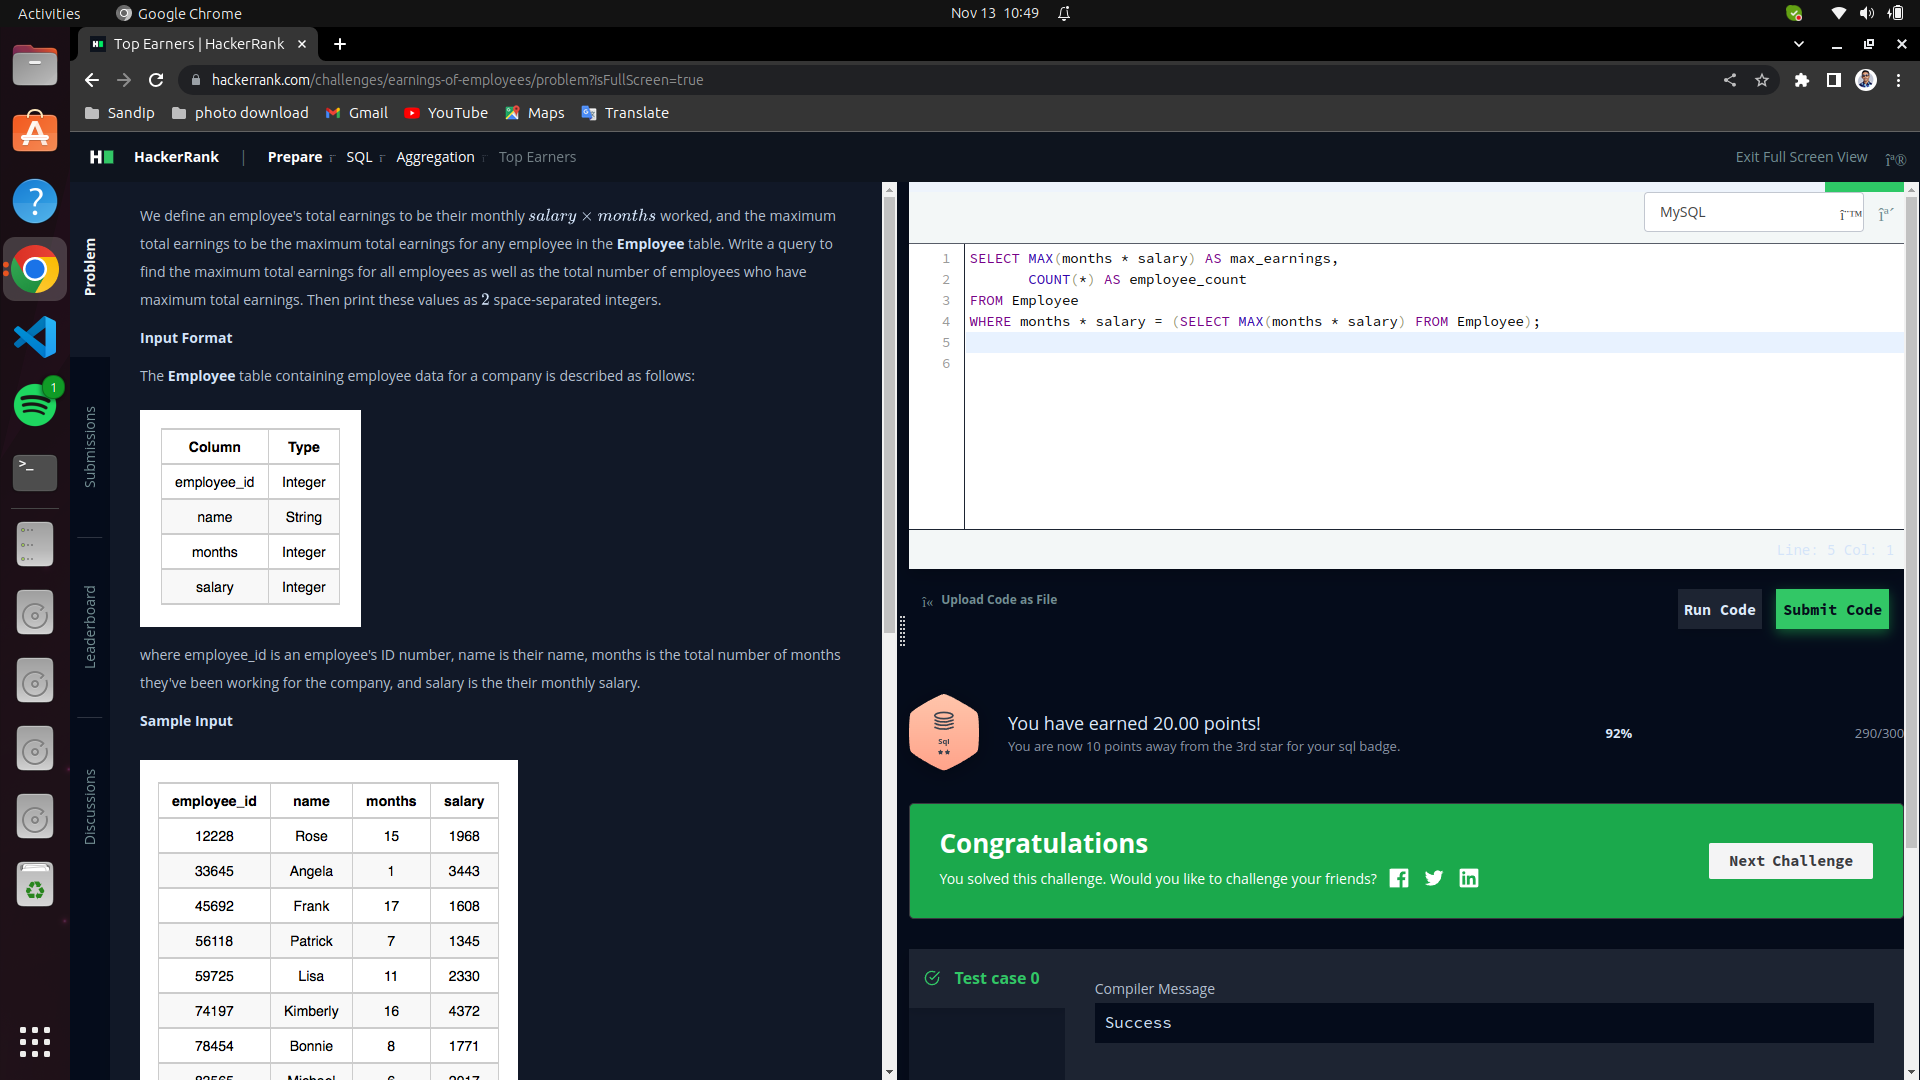 Activities
Google Chrome
Nov 13 10:49
Top Earners | HackerRank
hackerrank.com/challenges/earnings-of-employees/problem?isFullScreen=true
Sandip
photo download
Gmail
YouTube
Maps
Translate
HackerRank
Prepare
SQL
Aggregation
Top Earners
Exit Full Screen View
Problem
Submissions
Leaderboard
Discussions
We define an employee's total earnings to be their monthly salary × months worked, and the maximum
total earnings to be the maximum total earnings for any employee in the Employee table. Write a query to
find the maximum total earnings for all employees as well as the total number of employees who have
maximum total earnings. Then print these values as 2 space-separated integers.
Input Format
The Employee table containing employee data for a company is described as follows:
Column Type
employee_id Integer
name String
months Integer
salary Integer
where employee_id is an employee's ID number, name is their name, months is the total number of months
they've been working for the company, and salary is the their monthly salary.
Sample Input
employee_id name months salary
12228 Rose 15 1968
33645 Angela 1 3443
45692 Frank 17 1608
56118 Patrick 7 1345
59725 Lisa 11 2330
74197 Kimberly 16 4372
78454 Bonnie 8 1771
MySQL
1 SELECT MAX(months * salary) AS max_earnings,
2 COUNT(*) AS employee_count
3 FROM Employee
4 WHERE months * salary = (SELECT MAX(months * salary) FROM Employee);
5
6
Line: 5 Col: 1
Upload Code as File
Run Code
Submit Code
Sql
You have earned 20.00 points!
You are now 10 points away from the 3rd star for your sql badge.
92%
290/300
Congratulations
You solved this challenge. Would you like to challenge your friends?
Next Challenge
Test case 0
Compiler Message
Success
1